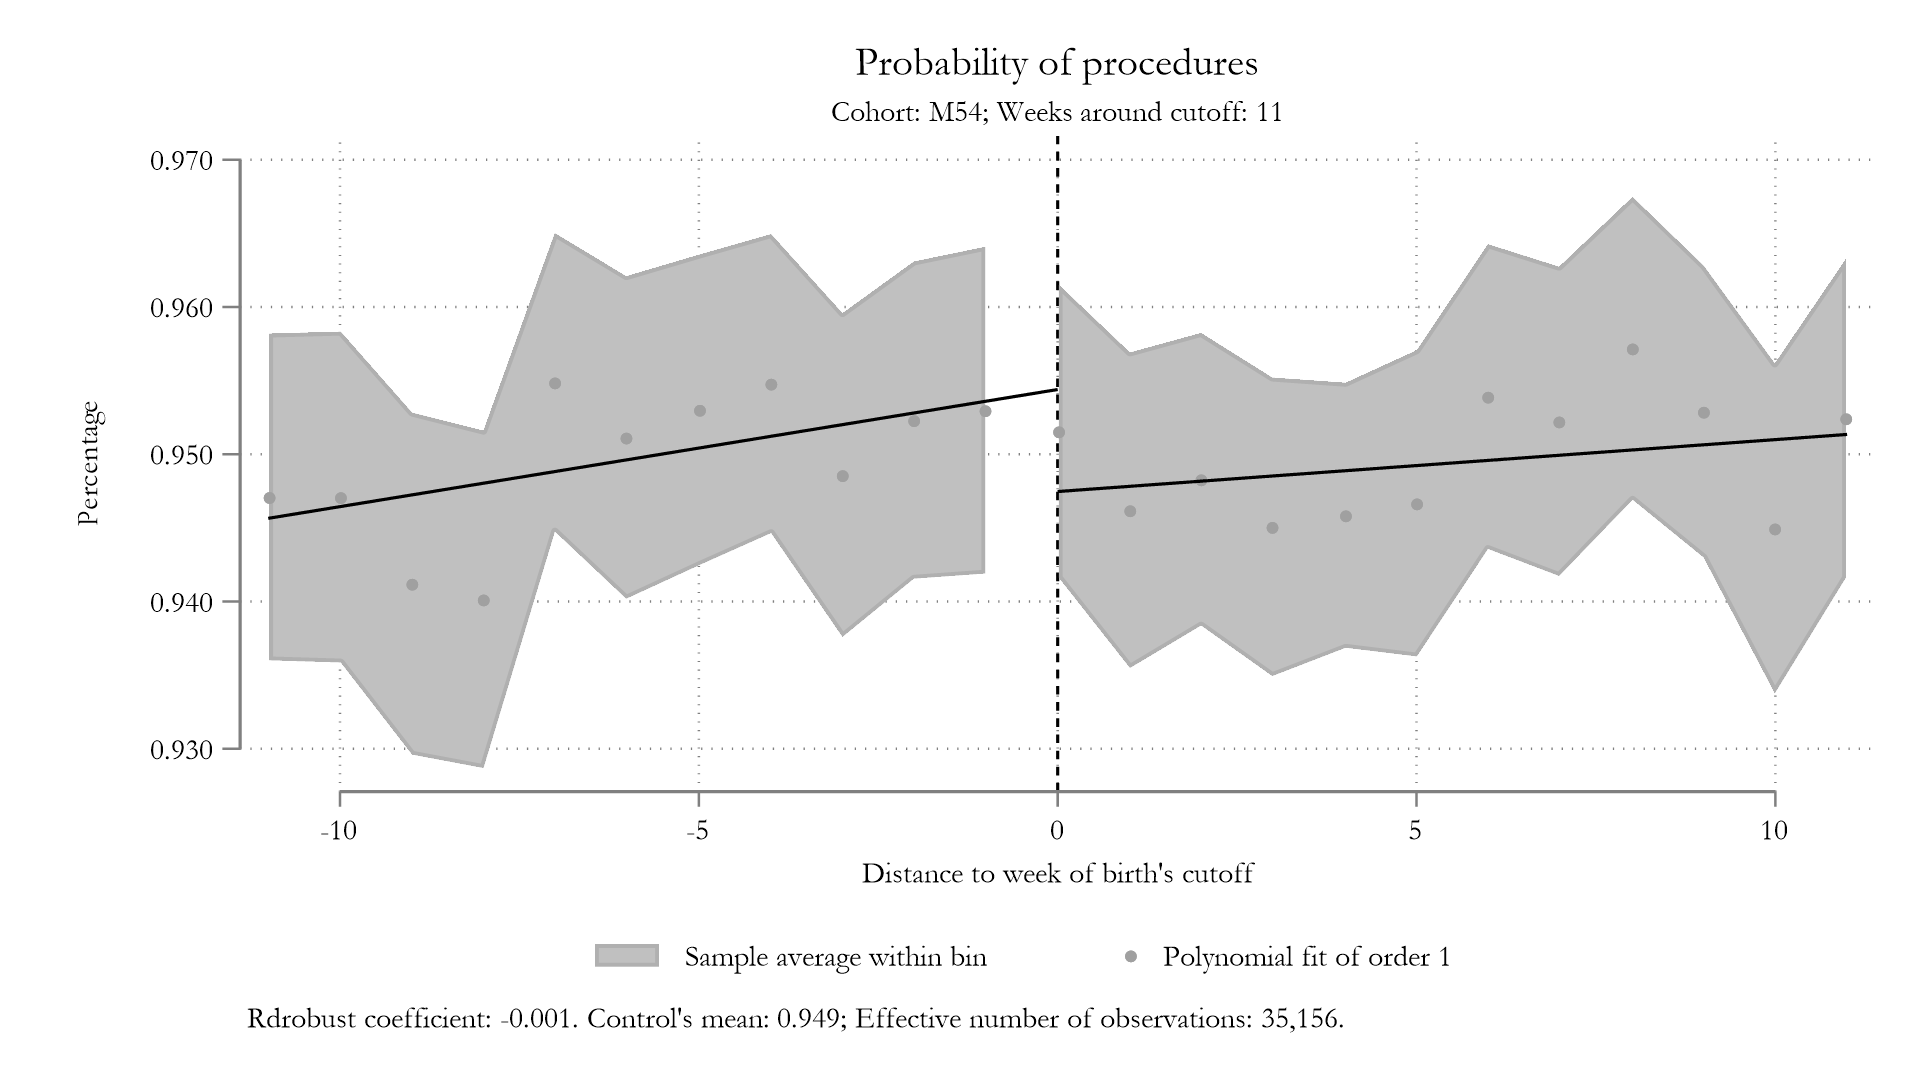 Probability of procedures
Cohort: M54; Weeks around cutoff: 11
0.970
0.960
0.950
0.940
0.930
Percentage
-10 -5 0 5 10
Distance to week of birth's cutoff
Sample average within bin Polynomial fit of order 1
Rdrobust coefficient: -0.001. Control's mean: 0.949; Effective number of observations: 35,156.